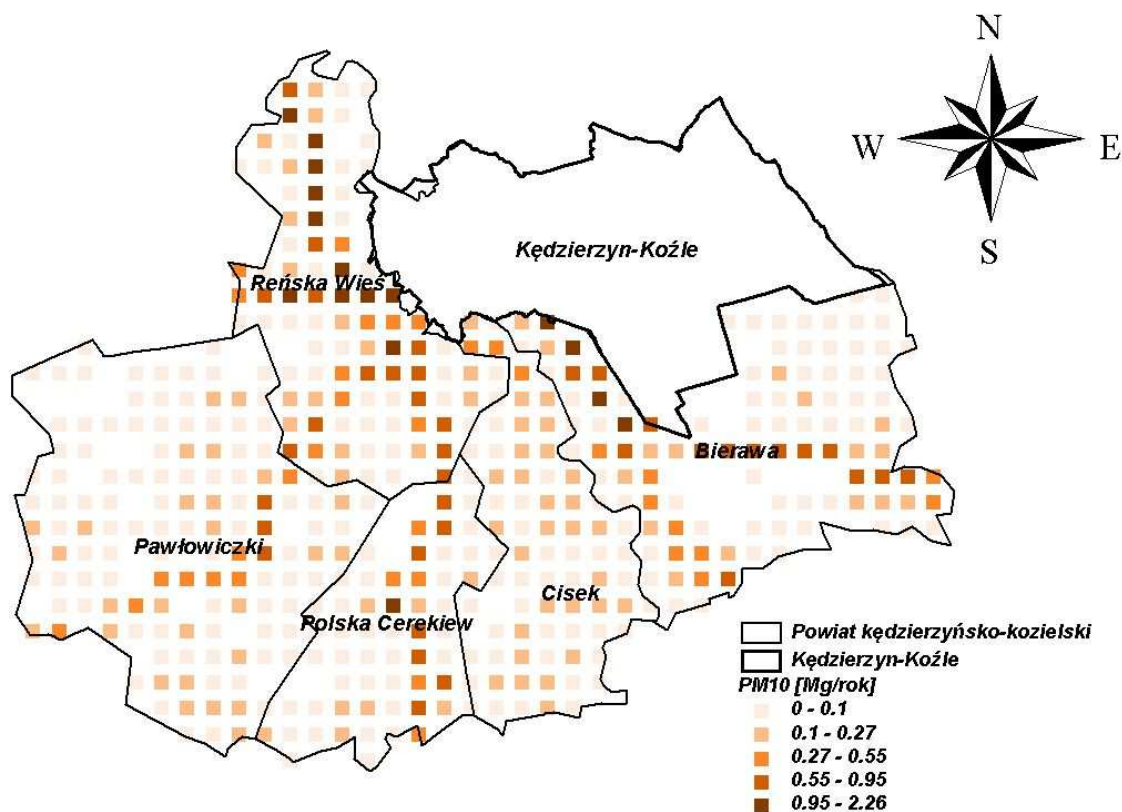 N
W
E
S
Kędzierzyn-Koźle
Reńska Wieś
Bierawa
Pawłowiczki
Cisek
Polska Cerekiew
Powiat kędzierzyńsko-kozielski
Kędzierzyn-Koźle
PM10 [Mg/rok]
0 - 0.1
0.1 - 0.27
0.27 - 0.55
0.55 - 0.95
0.95 - 2.26